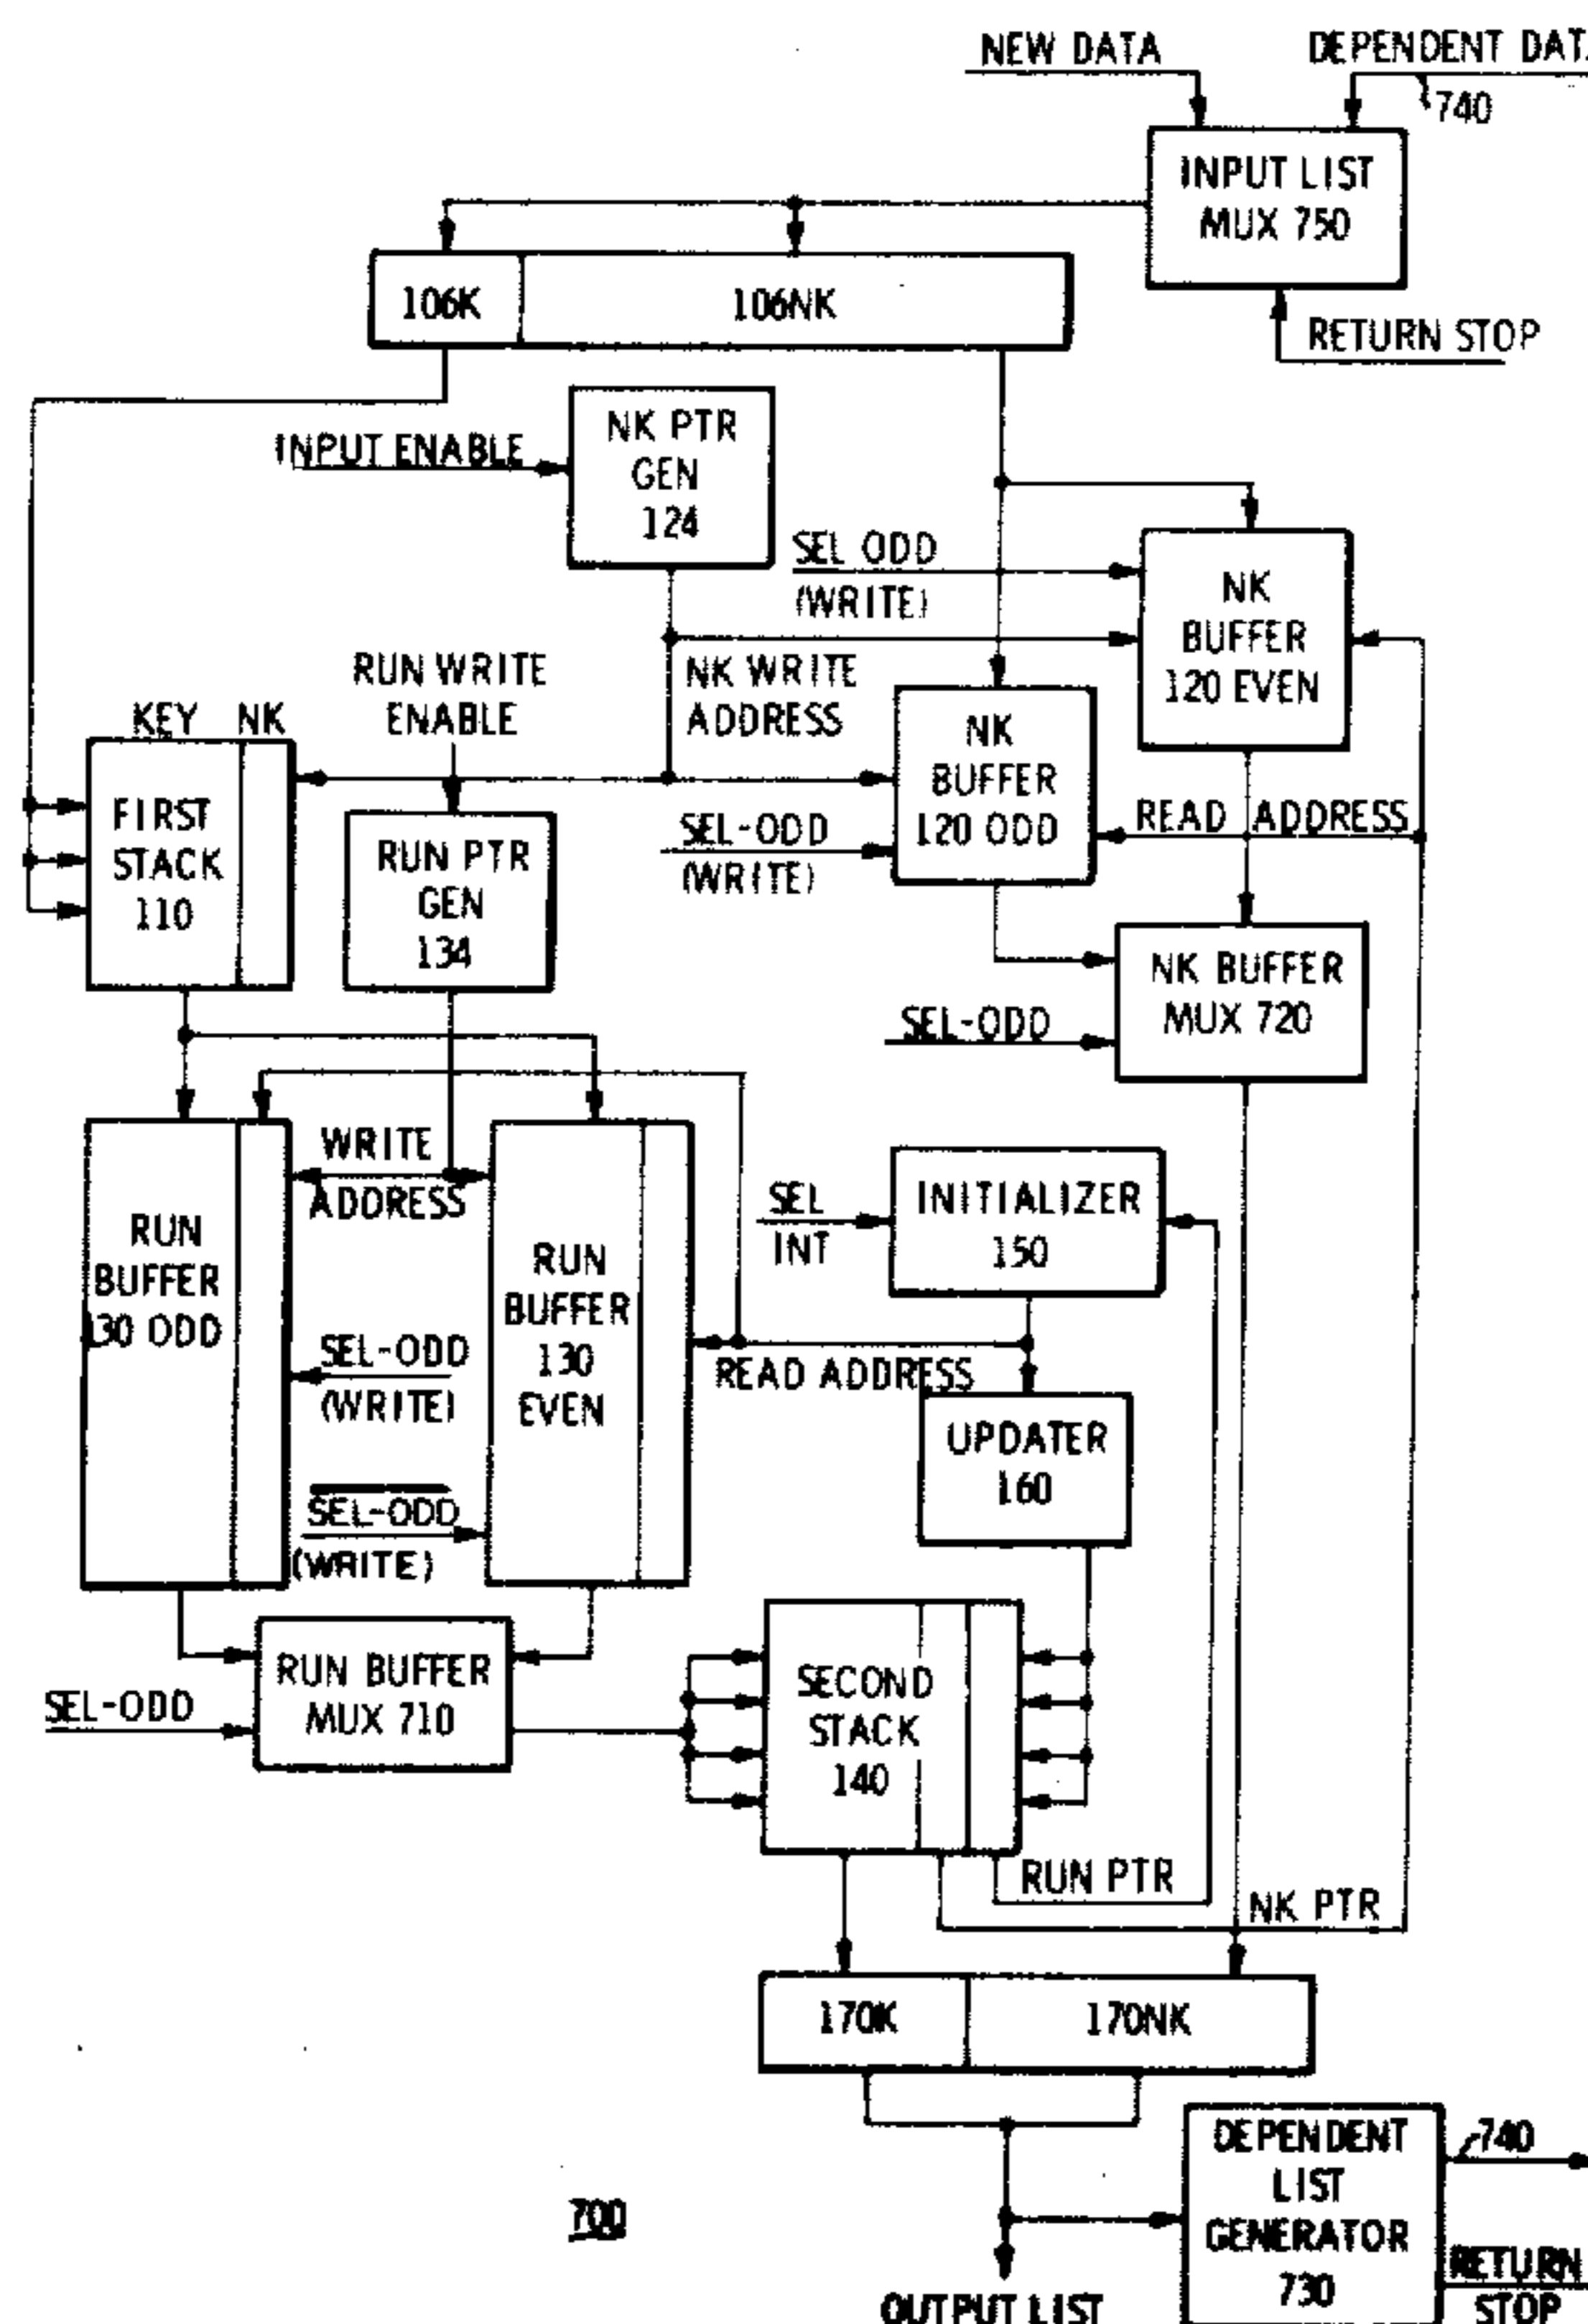 NEW DATA
DEPENDENT DATA
740
INPUT LIST
MUX 750
RETURN STOP
106K
106NK
INPUT ENABLE
NK PTR
GEN
124
SEL ODD
(WRITE)
NK
BUFFER
120 EVEN
RUN WRITE
ENABLE
NK WRITE
ADDRESS
KEY NK
FIRST
STACK
110
RUN PTR
GEN
134
SEL-ODD
(WRITE)
NK
BUFFER
120 ODD
READ ADDRESS
NK BUFFER
MUX 720
SEL-ODD
WRITE
ADDRESS
RUN
BUFFER
130 ODD
RUN
BUFFER
130
EVEN
SEL-ODD
(WRITE)
SEL-ODD
(WRITE)
SEL
INT
INITIALIZER
150
READ ADDRESS
UPDATER
160
RUN BUFFER
MUX 710
SEL-ODD
SECOND
STACK
140
RUN PTR
NK PTR
170K
170NK
700
DEPENDENT
LIST
GENERATOR
730
740
RETURN
STOP
OUTPUT LIST